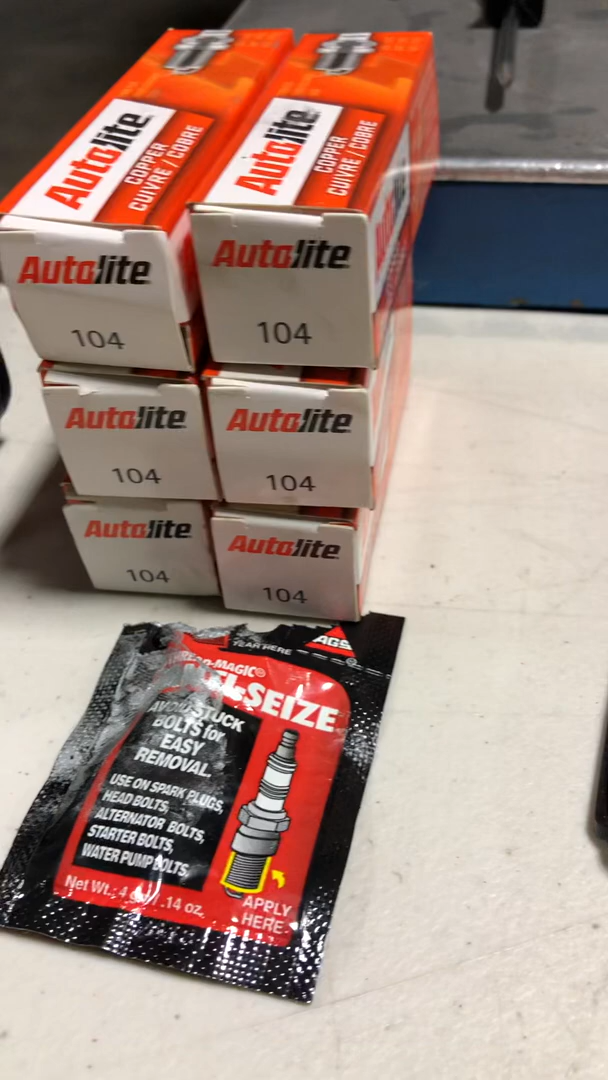 Autolite
COPPER
CUIVRE / COBRE
Autolite
COPPER
CUIVRE / COBRE
Autolite
104
Autolite
104
Autolite
104
Autolite
104
Autolite
104
Autolite
104
TEAR HERE
AGS®
SEIZE
AVOID STUCK
BOLTS for
EASY
REMOVAL.
USE ON SPARK PLUGS,
HEAD BOLTS,
ALTERNATOR BOLTS,
STARTER BOLTS,
WATER PUMP BOLTS.
APPLY
HERE
Net Wt. 4 .14 oz.